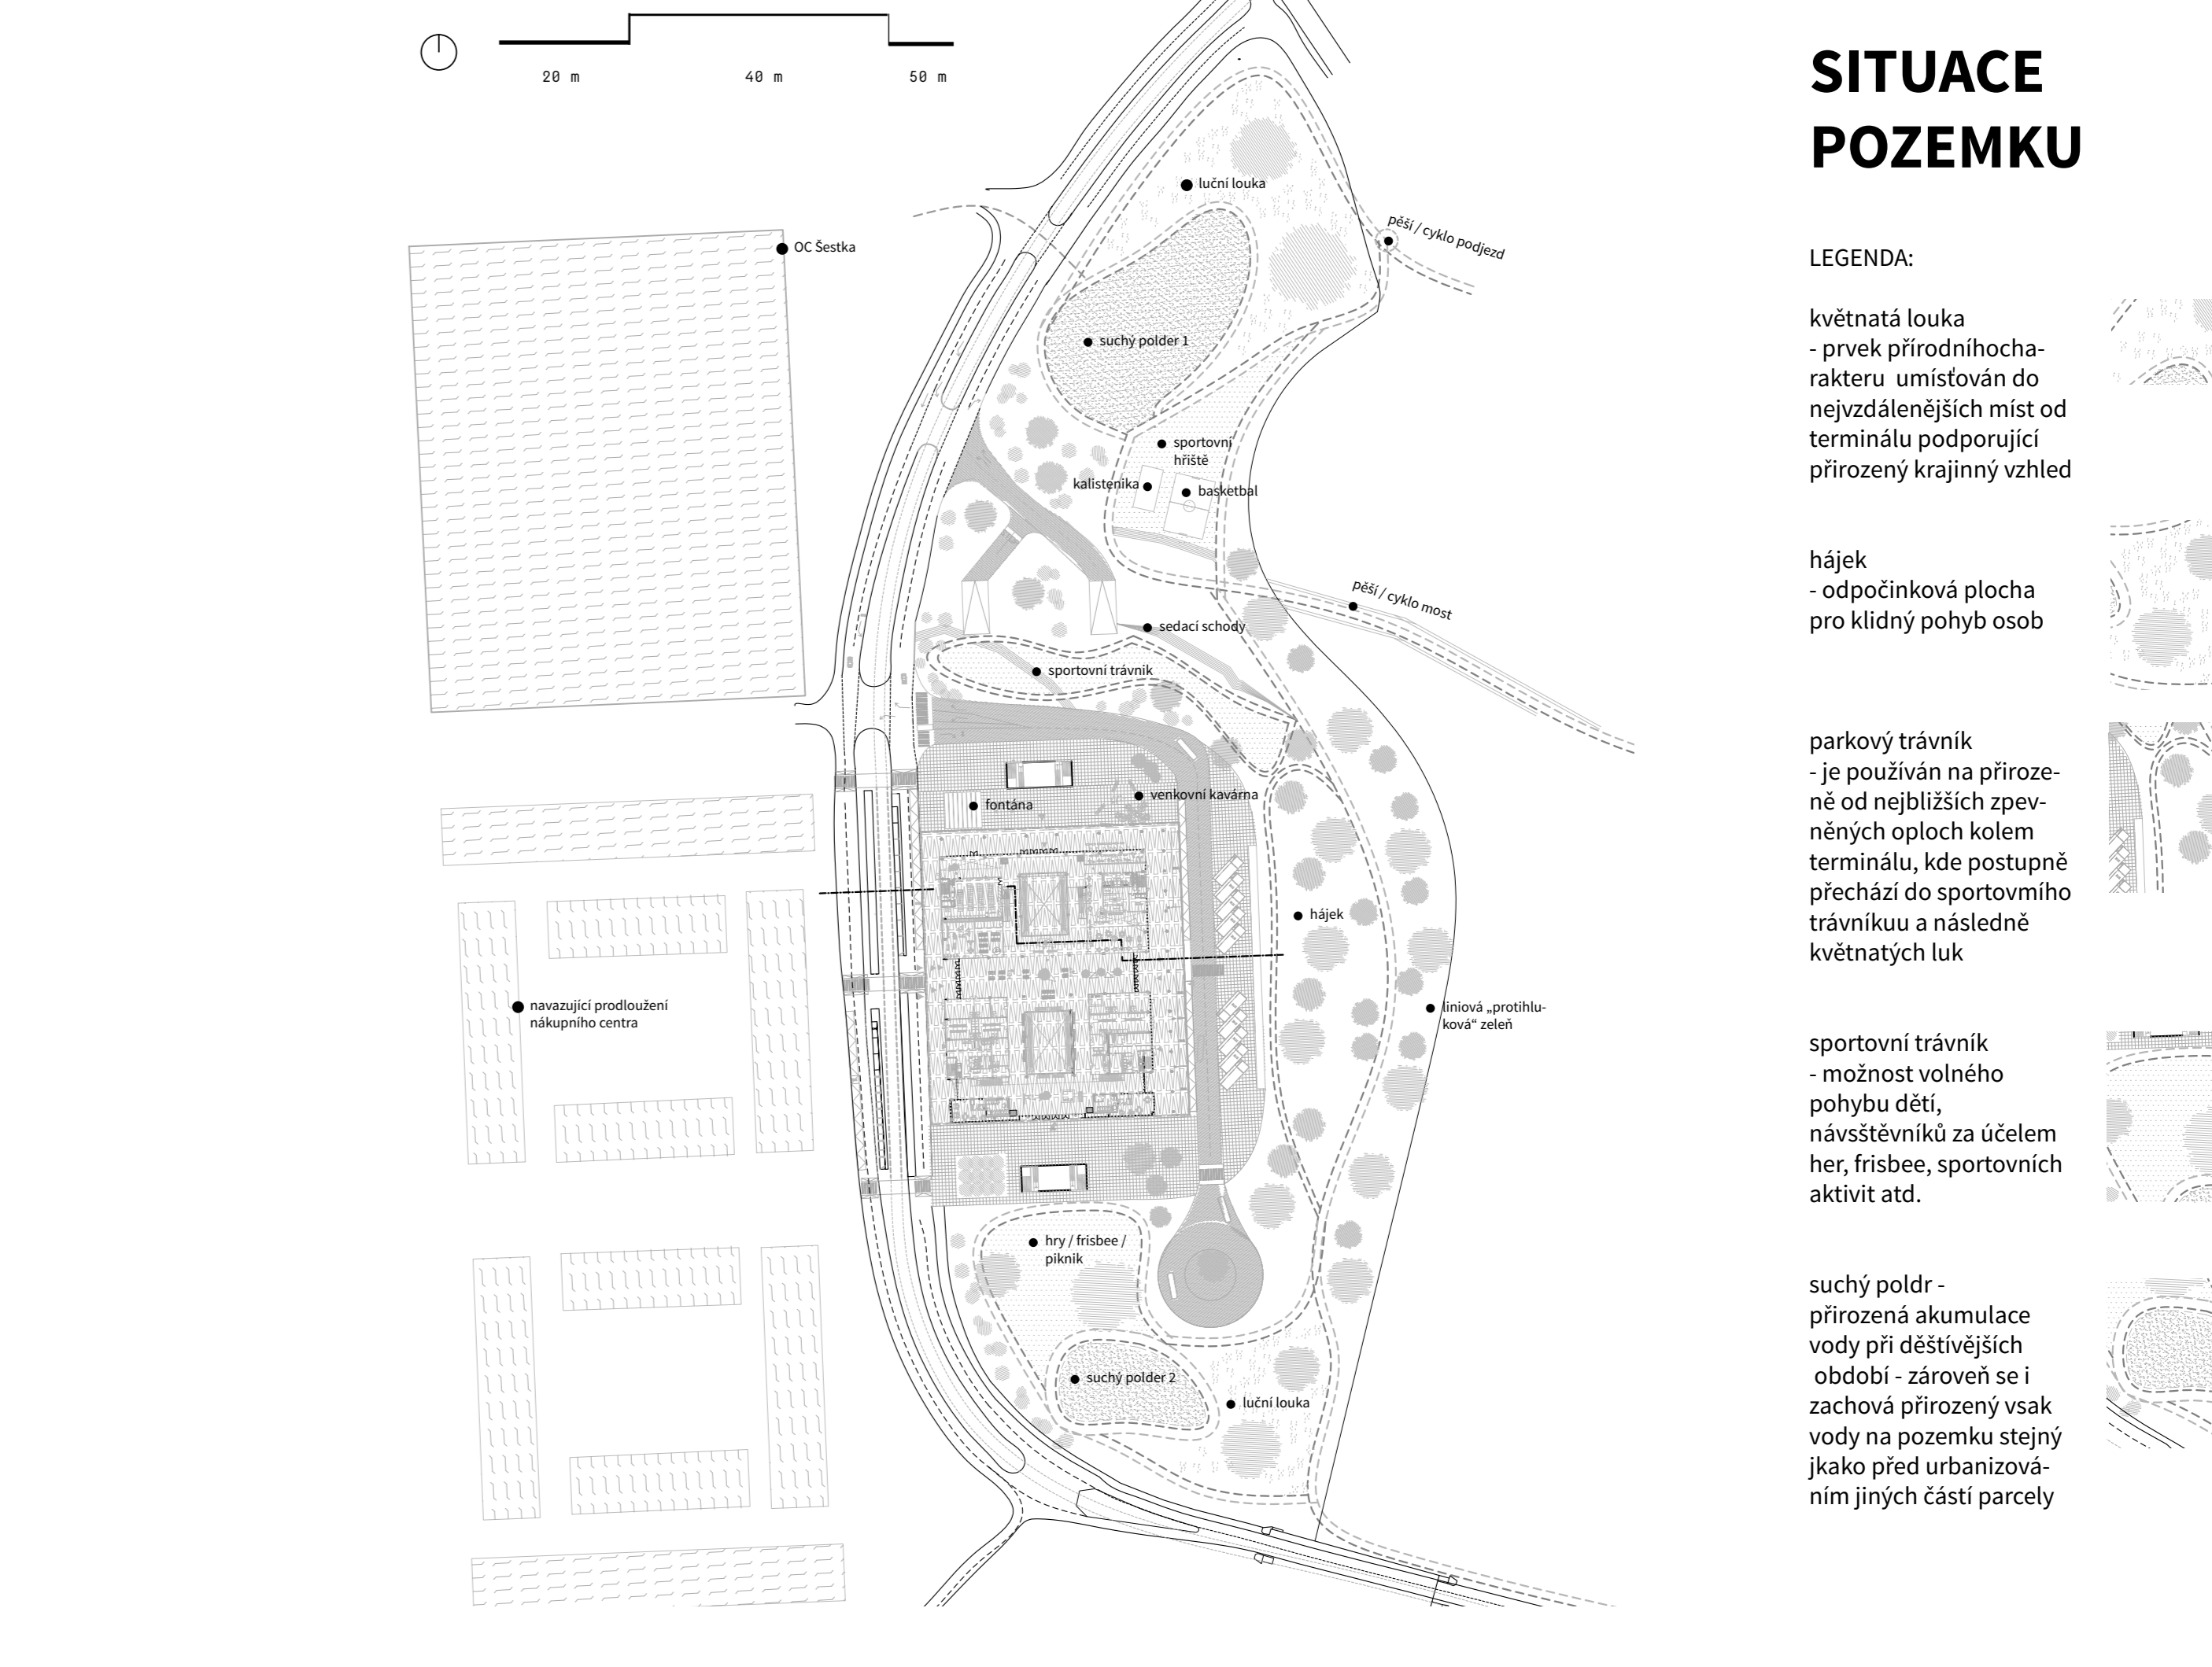 20 m
40 m
50 m
SITUACE
POZEMKU
LEGENDA:
květnatá louka
- prvek přírodníhocha-
rakteru  umísťován do
nejvzdálenějších míst od
terminálu podporující
přirozený krajinný vzhled
hájek
- odpočinková plocha
pro klidný pohyb osob
parkový trávník
- je používán na přiroze-
ně od nejbližších zpev-
něných oploch kolem
terminálu, kde postupně
přechází do sportovmího
trávníkuu a následně
květnatých luk
sportovní trávník
- možnost volného
pohybu dětí,
návsštěvníků za účelem
her, frisbee, sportovních
aktivit atd.
suchý poldr -
přirozená akumulace
vody při děštívějších
období - zároveň se i
zachová přirozený vsak
vody na pozemku stejný
jkako před urbanizová-
ním jiných částí parcely
luční louka
pěší / cyklo podjezd
OC Šestka
suchý polder 1
sportovní
hřiště
kalistenika
basketbal
pěší / cyklo most
sedací schody
sportovní trávnik
venkovní kavárna
fontána
hájek
navazující prodloužení
nákupního centra
liniová „protihlu-
ková“ zeleň
hry / frisbee /
piknik
suchý polder 2
luční louka